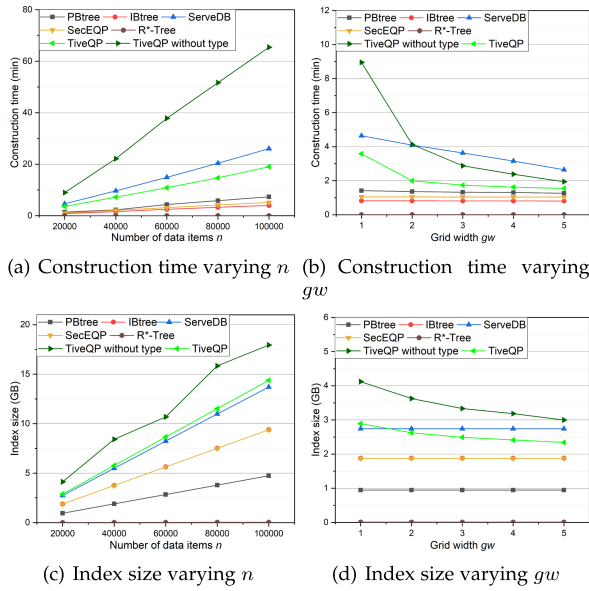 PBtree IBtree ServeDB
SecEQP R*-Tree
TiveQP TiveQP without type
Construction time (min)
80
60
40
20
0
20000 40000 60000 80000 100000
Number of data items n
(a) Construction time varying n
PBtree IBtree ServeDB
SecEQP R*-Tree
TiveQP without type TiveQP
Construction time (min)
12
10
8
6
4
2
0
1 2 3 4 5
Grid width gw
(b) Construction time varying
gw
PBtree IBtree ServeDB
SecEQP R*-Tree
TiveQP without type TiveQP
Index size (GB)
20
15
10
5
0
20000 40000 60000 80000 100000
Number of data items n
(c) Index size varying n
PBtree IBtree ServeDB
SecEQP R*-Tree
TiveQP without type TiveQP
Index size (GB)
6
5
4
3
2
1
0
1 2 3 4 5
Grid width gw
(d) Index size varying gw